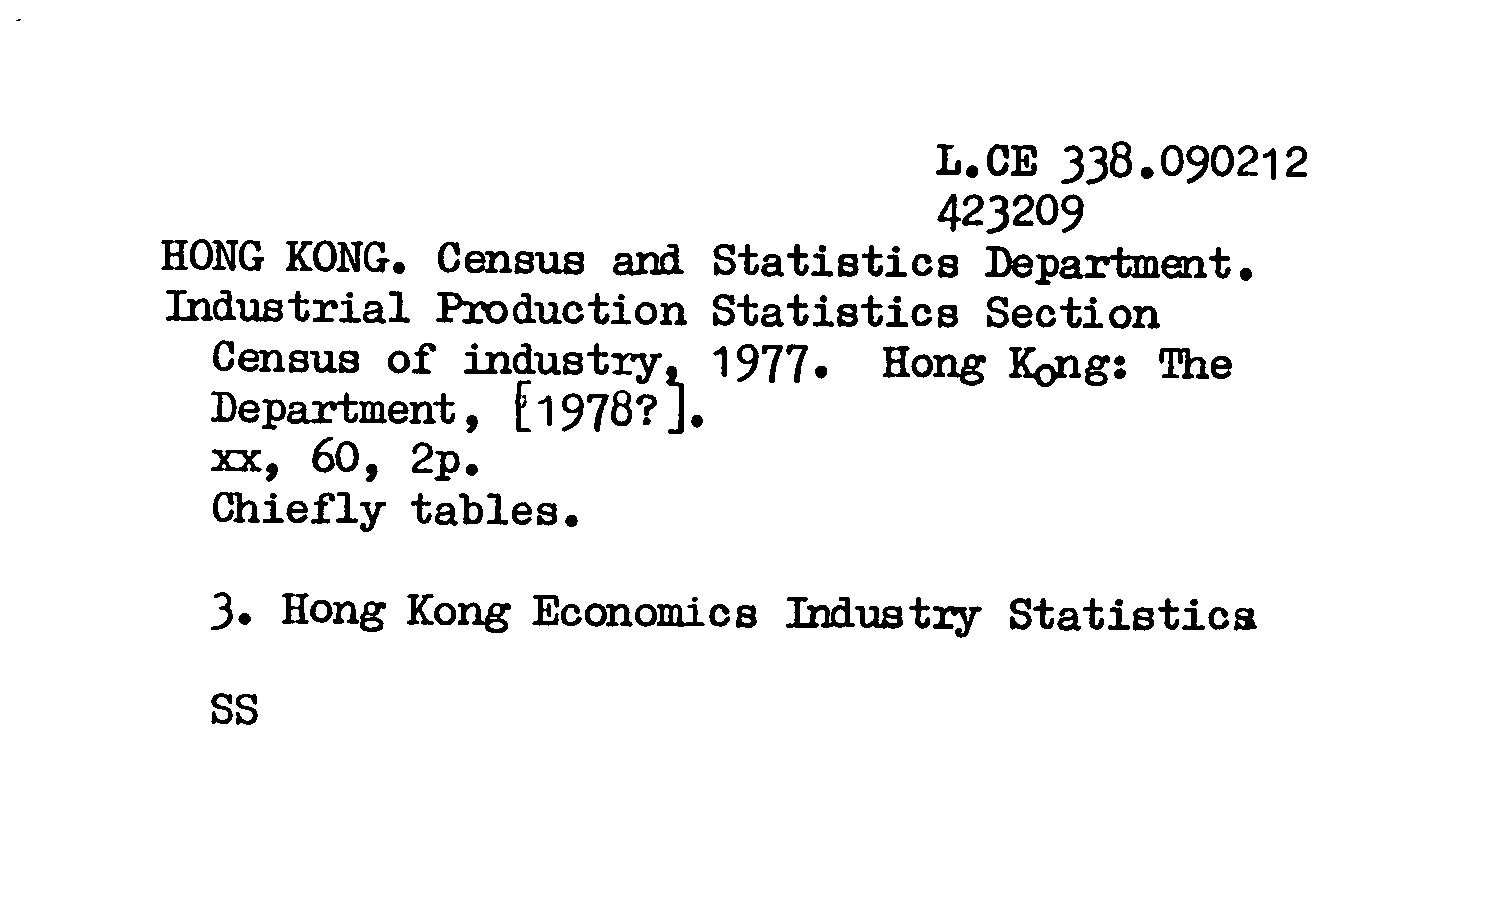 L.CE 338.090212
423209
HONG KONG. Census and Statistics Department.
Industrial Production Statistics Section
Census of industry, 1977. Hong Kong: The
Department, [1978?].
xx, 60, 2p.
Chiefly tables.
3. Hong Kong Economics Industry Statistics
SS